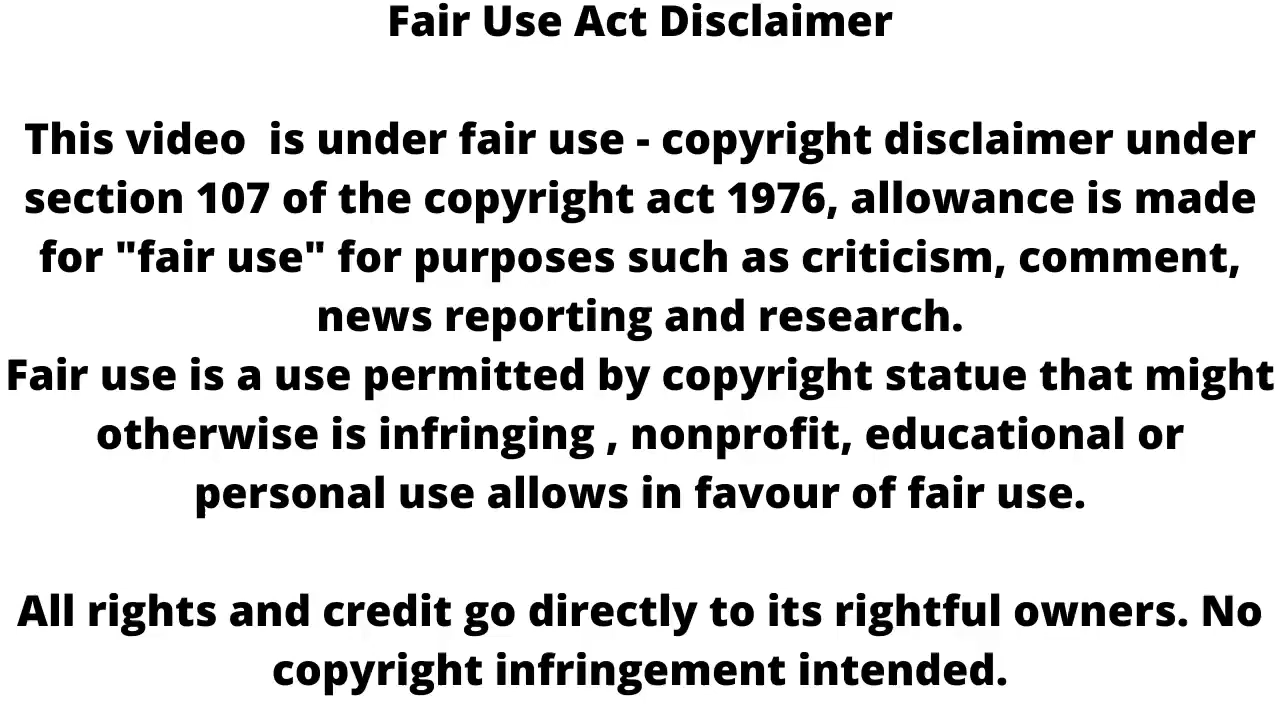 Fair Use Act Disclaimer
This video  is under fair use - copyright disclaimer under
section 107 of the copyright act 1976, allowance is made
for "fair use" for purposes such as criticism, comment,
news reporting and research.
Fair use is a use permitted by copyright statue that might
otherwise is infringing , nonprofit, educational or
personal use allows in favour of fair use.
All rights and credit go directly to its rightful owners. No
copyright infringement intended.